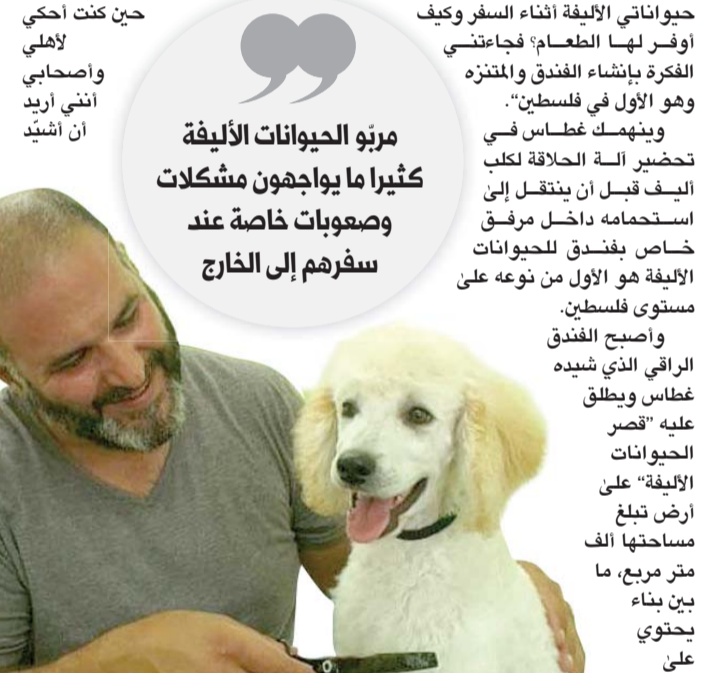 حيواناتي الأليفة أثناء السفر وكيف
أوفر لها الطعام؟ فجاءتني
الفكرة بإنشاء الفندق والمتنزه
وهو الأول في فلسطين“.
وينهمك غطاس في
تحضير آلة الحلاقة لكلب
أليف قبل أن ينتقل إلى
استحمامه داخل مرفق
خاص بفندق للحيوانات
الأليفة هو الأول من نوعه على
مستوى فلسطين.
وأصبح الفندق
الراقي الذي شيده
غطاس ويطلق
عليه ”قصر
الحيوانات
الأليفة“ على
أرض تبلغ
مساحتها ألف
متر مربع، ما
بين بناء
يحتوي
على
مربّو الحيوانات الأليفة
كثيرا ما يواجهون مشكلات
وصعوبات خاصة عند
سفرهم إلى الخارج
حين كنت أحكي
لأهلي
وأصحابي
أنني أريد
أن أشيّد